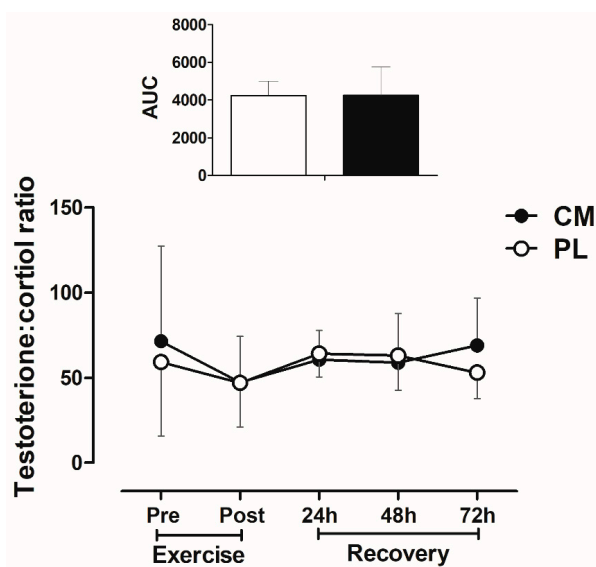 8000
6000
4000
2000
0
AUC
150
100
50
0
Testoterione:cortiol ratio
CM
PL
Pre Post 24h 48h 72h
Exercise Recovery